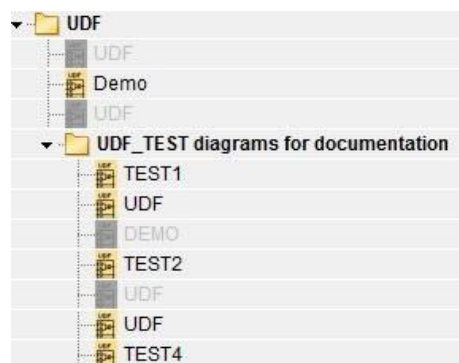 UDF
UDF
Demo
UDF
UDF_TEST diagrams for documentation
TEST1
UDF
DEMO
TEST2
UDF
UDF
TEST4